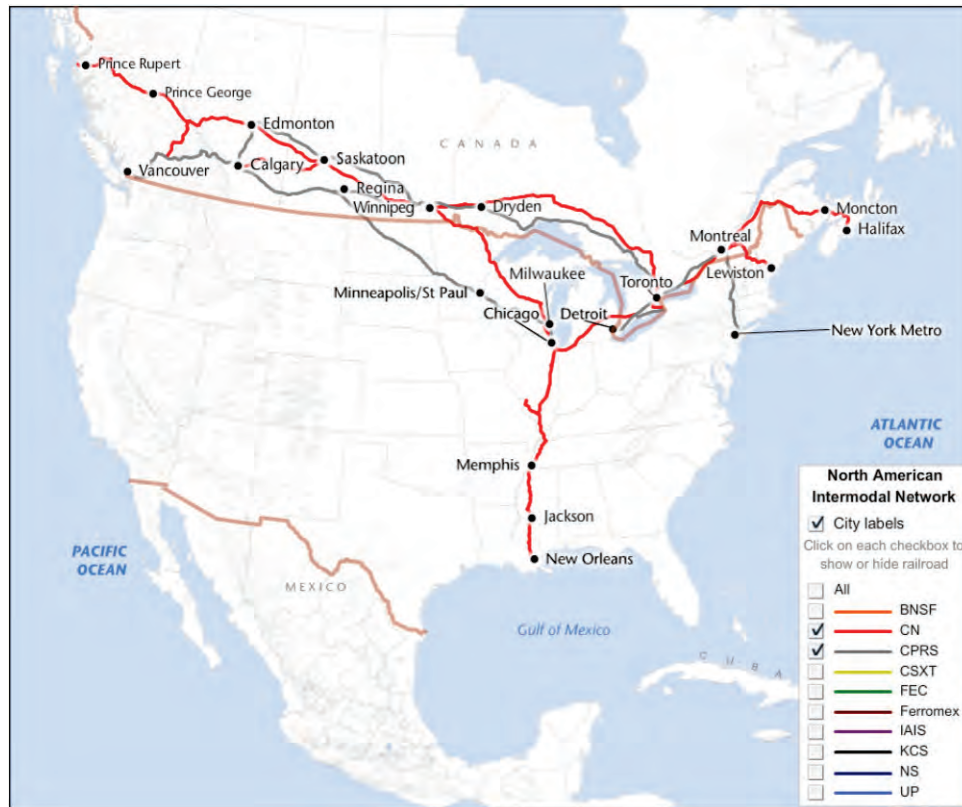 Prince Rupert
Prince George
Edmonton
CANADA
Saskatoon
Vancouver
Calgary
Regina
Winnipeg
Dryden
Moncton
Halifax
Montreal
Lewiston
Toronto
Milwaukee
Minneapolis/St Paul
Chicago
Detroit
New York Metro
ATLANTIC
OCEAN
Memphis
Jackson
New Orleans
PACIFIC
OCEAN
MEXICO
Gulf of Mexico
CUBA
North American
Intermodal Network
City labels
Click on each checkbox to
show or hide railroad
All
BNSF
CN
CPRS
CSXT
FEC
Ferromex
IAIS
KCS
NS
UP